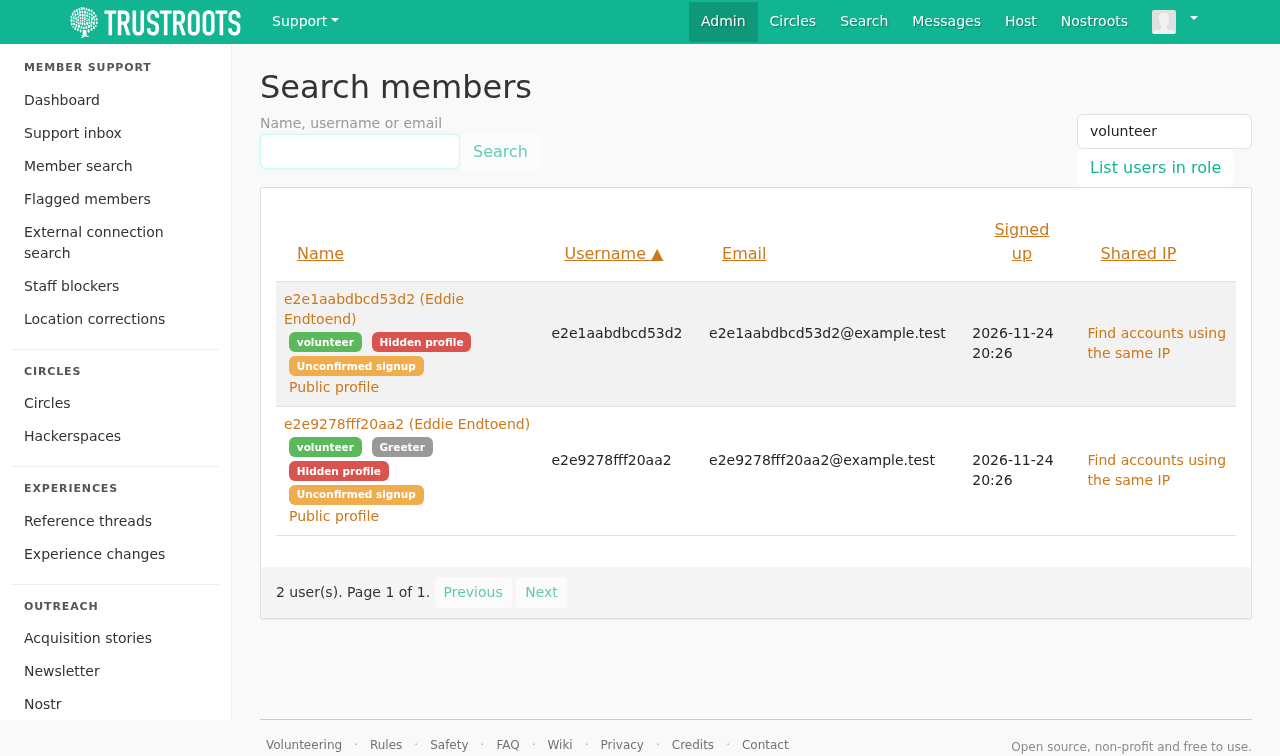 TRUSTROOTS
Support
Admin
Circles
Search
Messages
Host
Nostroots
MEMBER SUPPORT
Dashboard
Support inbox
Member search
Flagged members
External connection
search
Staff blockers
Location corrections
CIRCLES
Circles
Hackerspaces
EXPERIENCES
Reference threads
Experience changes
OUTREACH
Acquisition stories
Newsletter
Nostr
Search members
Name, username or email
Search
volunteer
List users in role
Name
Username ▲
Email
Signed
up
Shared IP
e2e1aabdbcd53d2 (Eddie
Endtoend)
volunteer
Hidden profile
Unconfirmed signup
Public profile
e2e1aabdbcd53d2
e2e1aabdbcd53d2@example.test
2026-11-24
20:26
Find accounts using
the same IP
e2e9278fff20aa2 (Eddie Endtoend)
volunteer
Greeter
Hidden profile
Unconfirmed signup
Public profile
e2e9278fff20aa2
e2e9278fff20aa2@example.test
2026-11-24
20:26
Find accounts using
the same IP
2 user(s). Page 1 of 1.
Previous
Next
Volunteering · Rules · Safety · FAQ · Wiki · Privacy · Credits · Contact
Open source, non-profit and free to use.